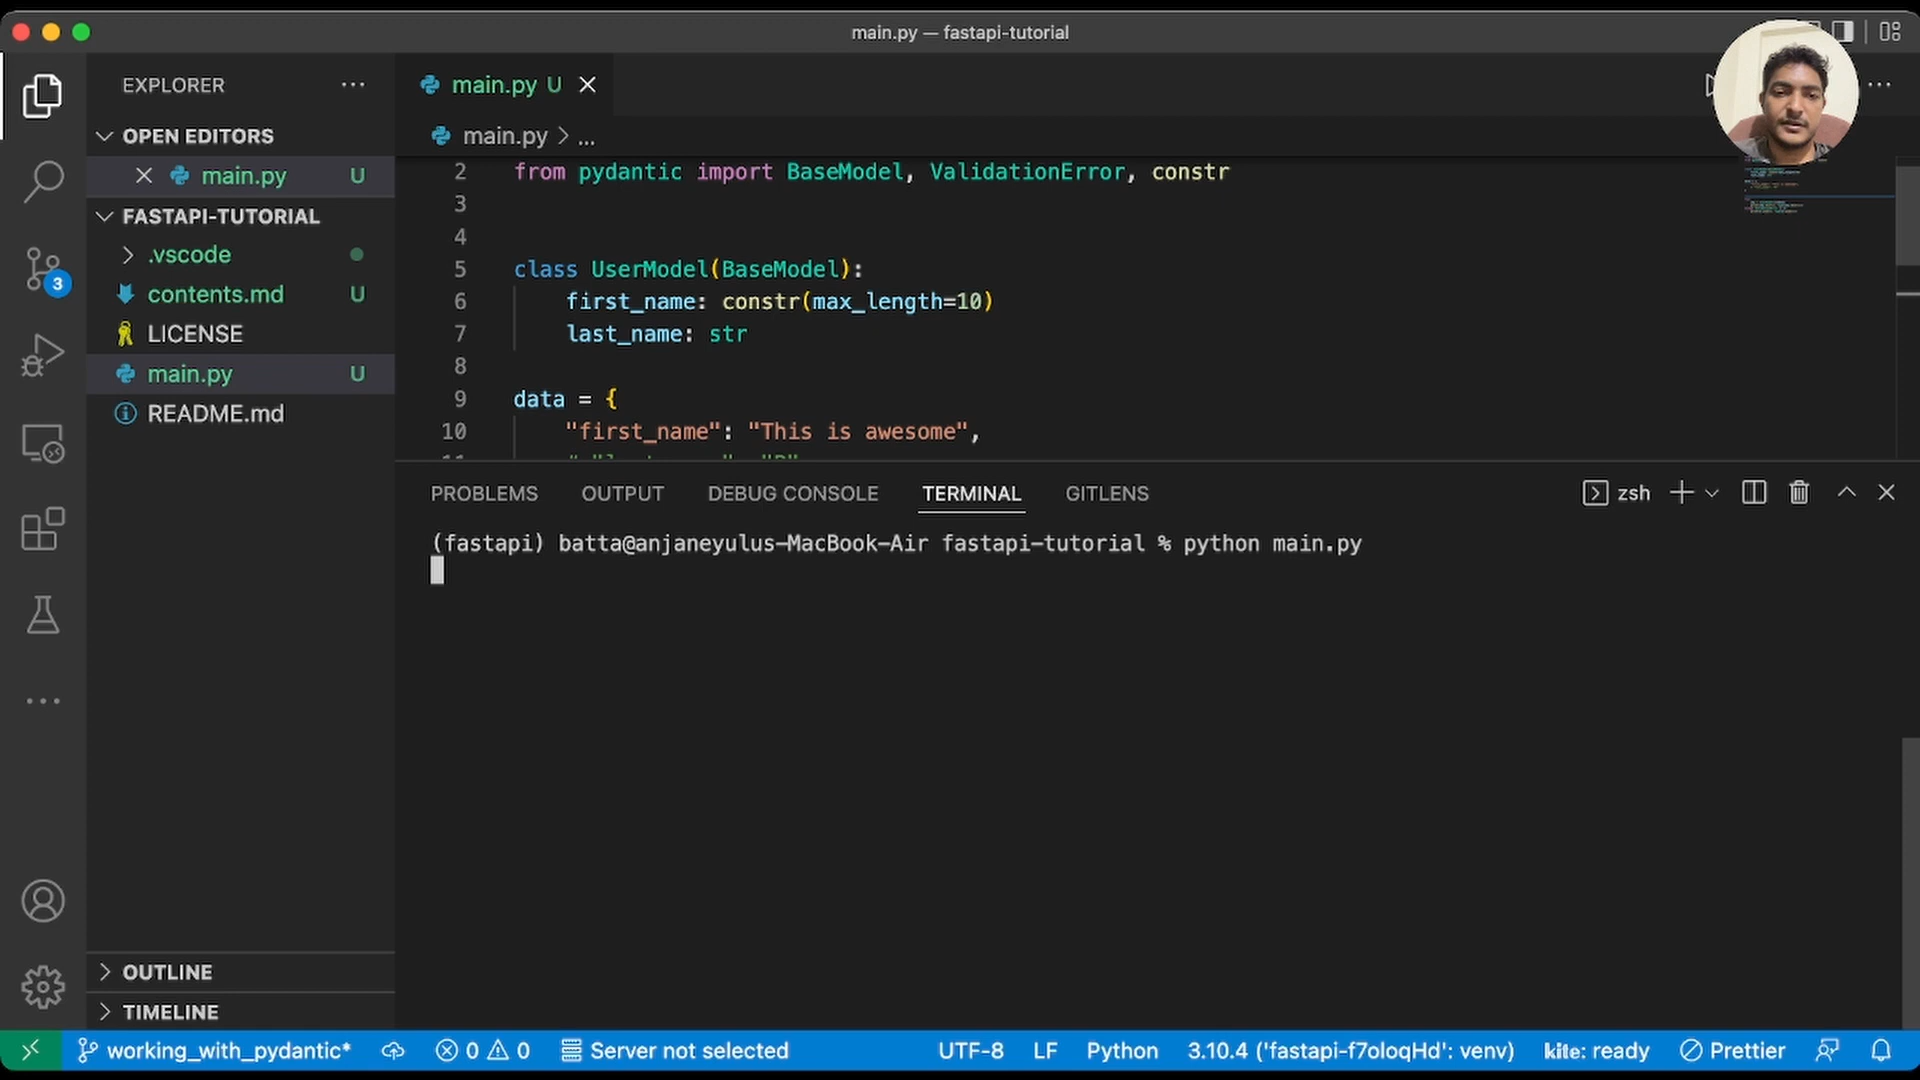 main.py — fastapi-tutorial
EXPLORER
main.py U
OPEN EDITORS
main.py > ...
main.py U
FASTAPI-TUTORIAL
.vscode
contents.md U
LICENSE
main.py U
README.md
2 from pydantic import BaseModel, ValidationError, constr
3
4
5 class UserModel(BaseModel):
6 first_name: constr(max_length=10)
7 last_name: str
8
9 data = {
10 "first_name": "This is awesome",
PROBLEMS OUTPUT DEBUG CONSOLE TERMINAL GITLENS
zsh
(fastapi) batta@anjaneyulus-MacBook-Air fastapi-tutorial % python main.py
3
OUTLINE
TIMELINE
working_with_pydantic* 0 0 Server not selected UTF-8 LF Python 3.10.4 ('fastapi-f7oloqHd': venv) kite: ready Prettier